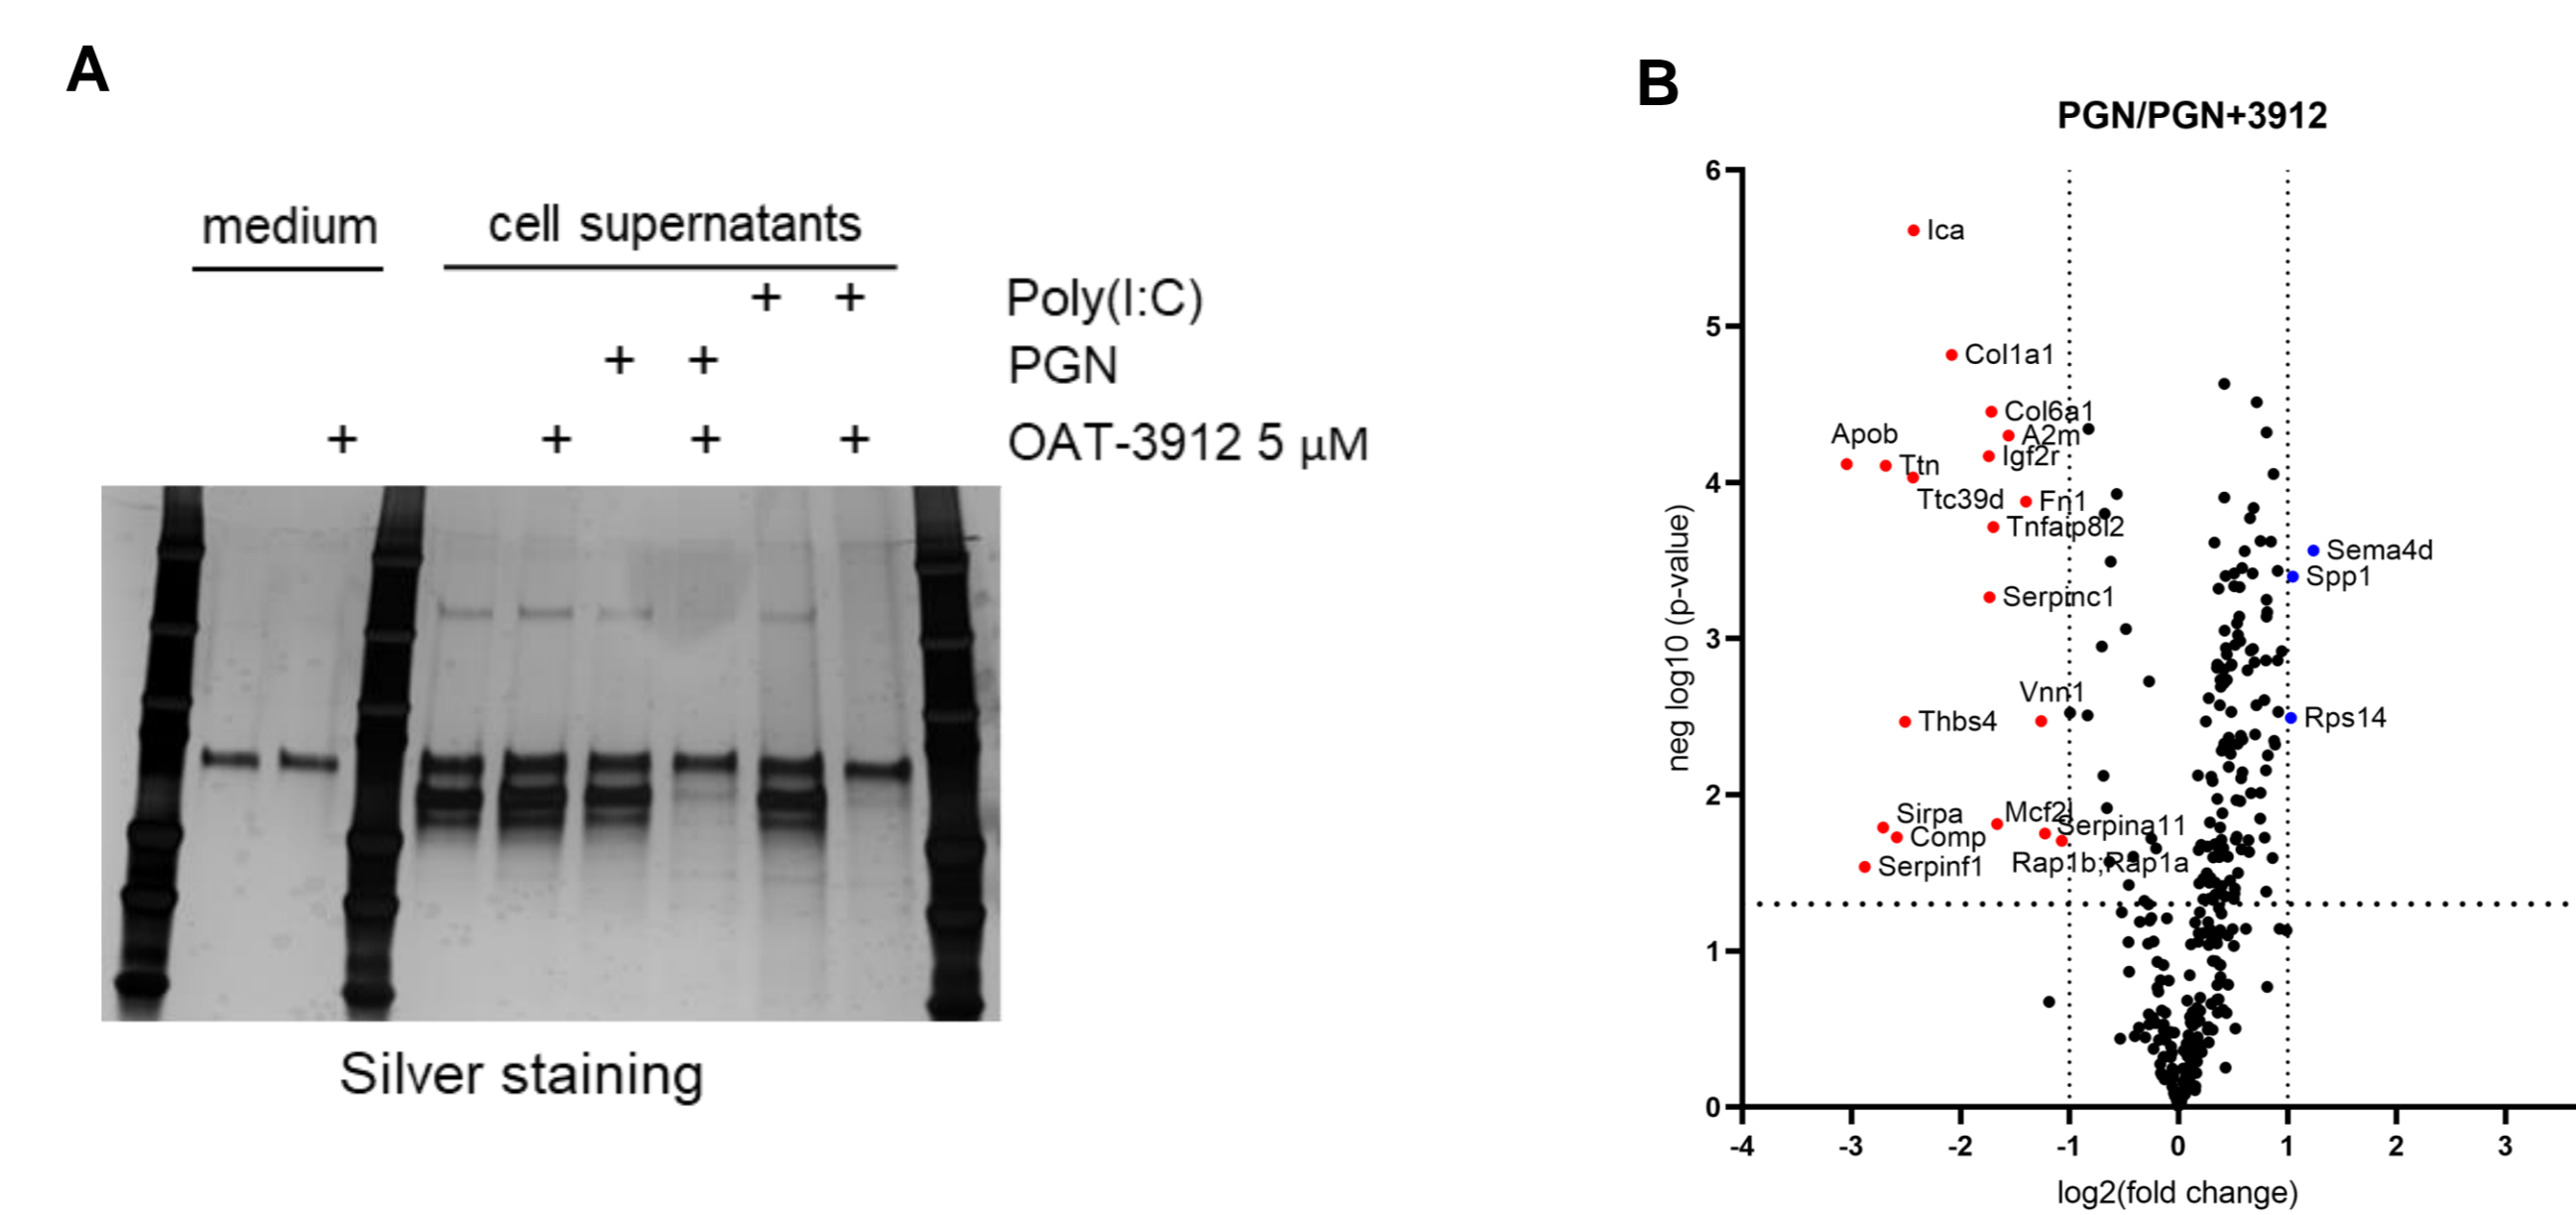 A
medium
cell supernatants
+ +
Poly(I:C)
+ +
PGN
+ + + +
OAT-3912 5 µM
Silver staining
B
PGN/PGN+3912
neg log10 (p-value)
6
5
4
3
2
1
0
Ica
Col1a1
Col6a1
A2m
Apob
Igf2r
Ttn
Ttc39d
Fn1
Tnfaip8l2
Sema4d
Spp1
Serpinc1
Vnn1
Thbs4
Rps14
Sirpa
Mcf2l
Serpina11
Comp
Rap1b;Rap1a
Serpinf1
-4 -3 -2 -1 0 1 2 3
log2(fold change)